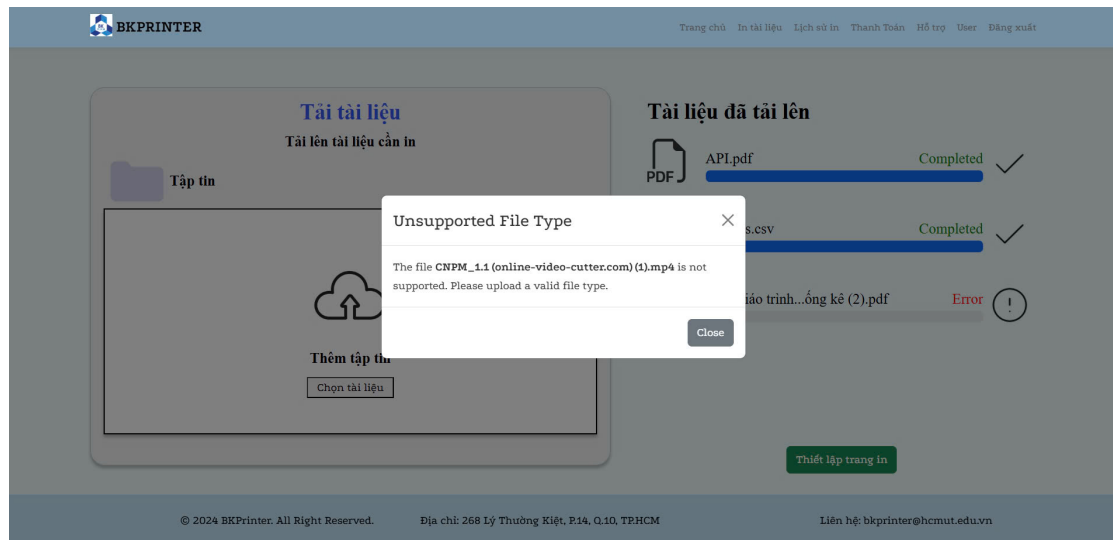 BKPRINTER
Trang chủ In tài liệu Lịch sử in Thanh Toán Hỗ trợ User Đăng xuất
Tải tài liệu
Tải lên tài liệu cần in
Tập tin
Thêm tập tin
Chọn tài liệu
Tài liệu đã tải lên
PDF
API.pdf Completed
s.csv Completed
iáo trình...ống kê (2).pdf Error
Unsupported File Type
The file CNPM_1.1 (online-video-cutter.com) (1).mp4 is not
supported. Please upload a valid file type.
Close
Thiết lập trang in
© 2024 BKPrinter. All Right Reserved. Địa chỉ: 268 Lý Thường Kiệt, P.14, Q.10, TP.HCM Liên hệ: bkprinter@hcmut.edu.vn